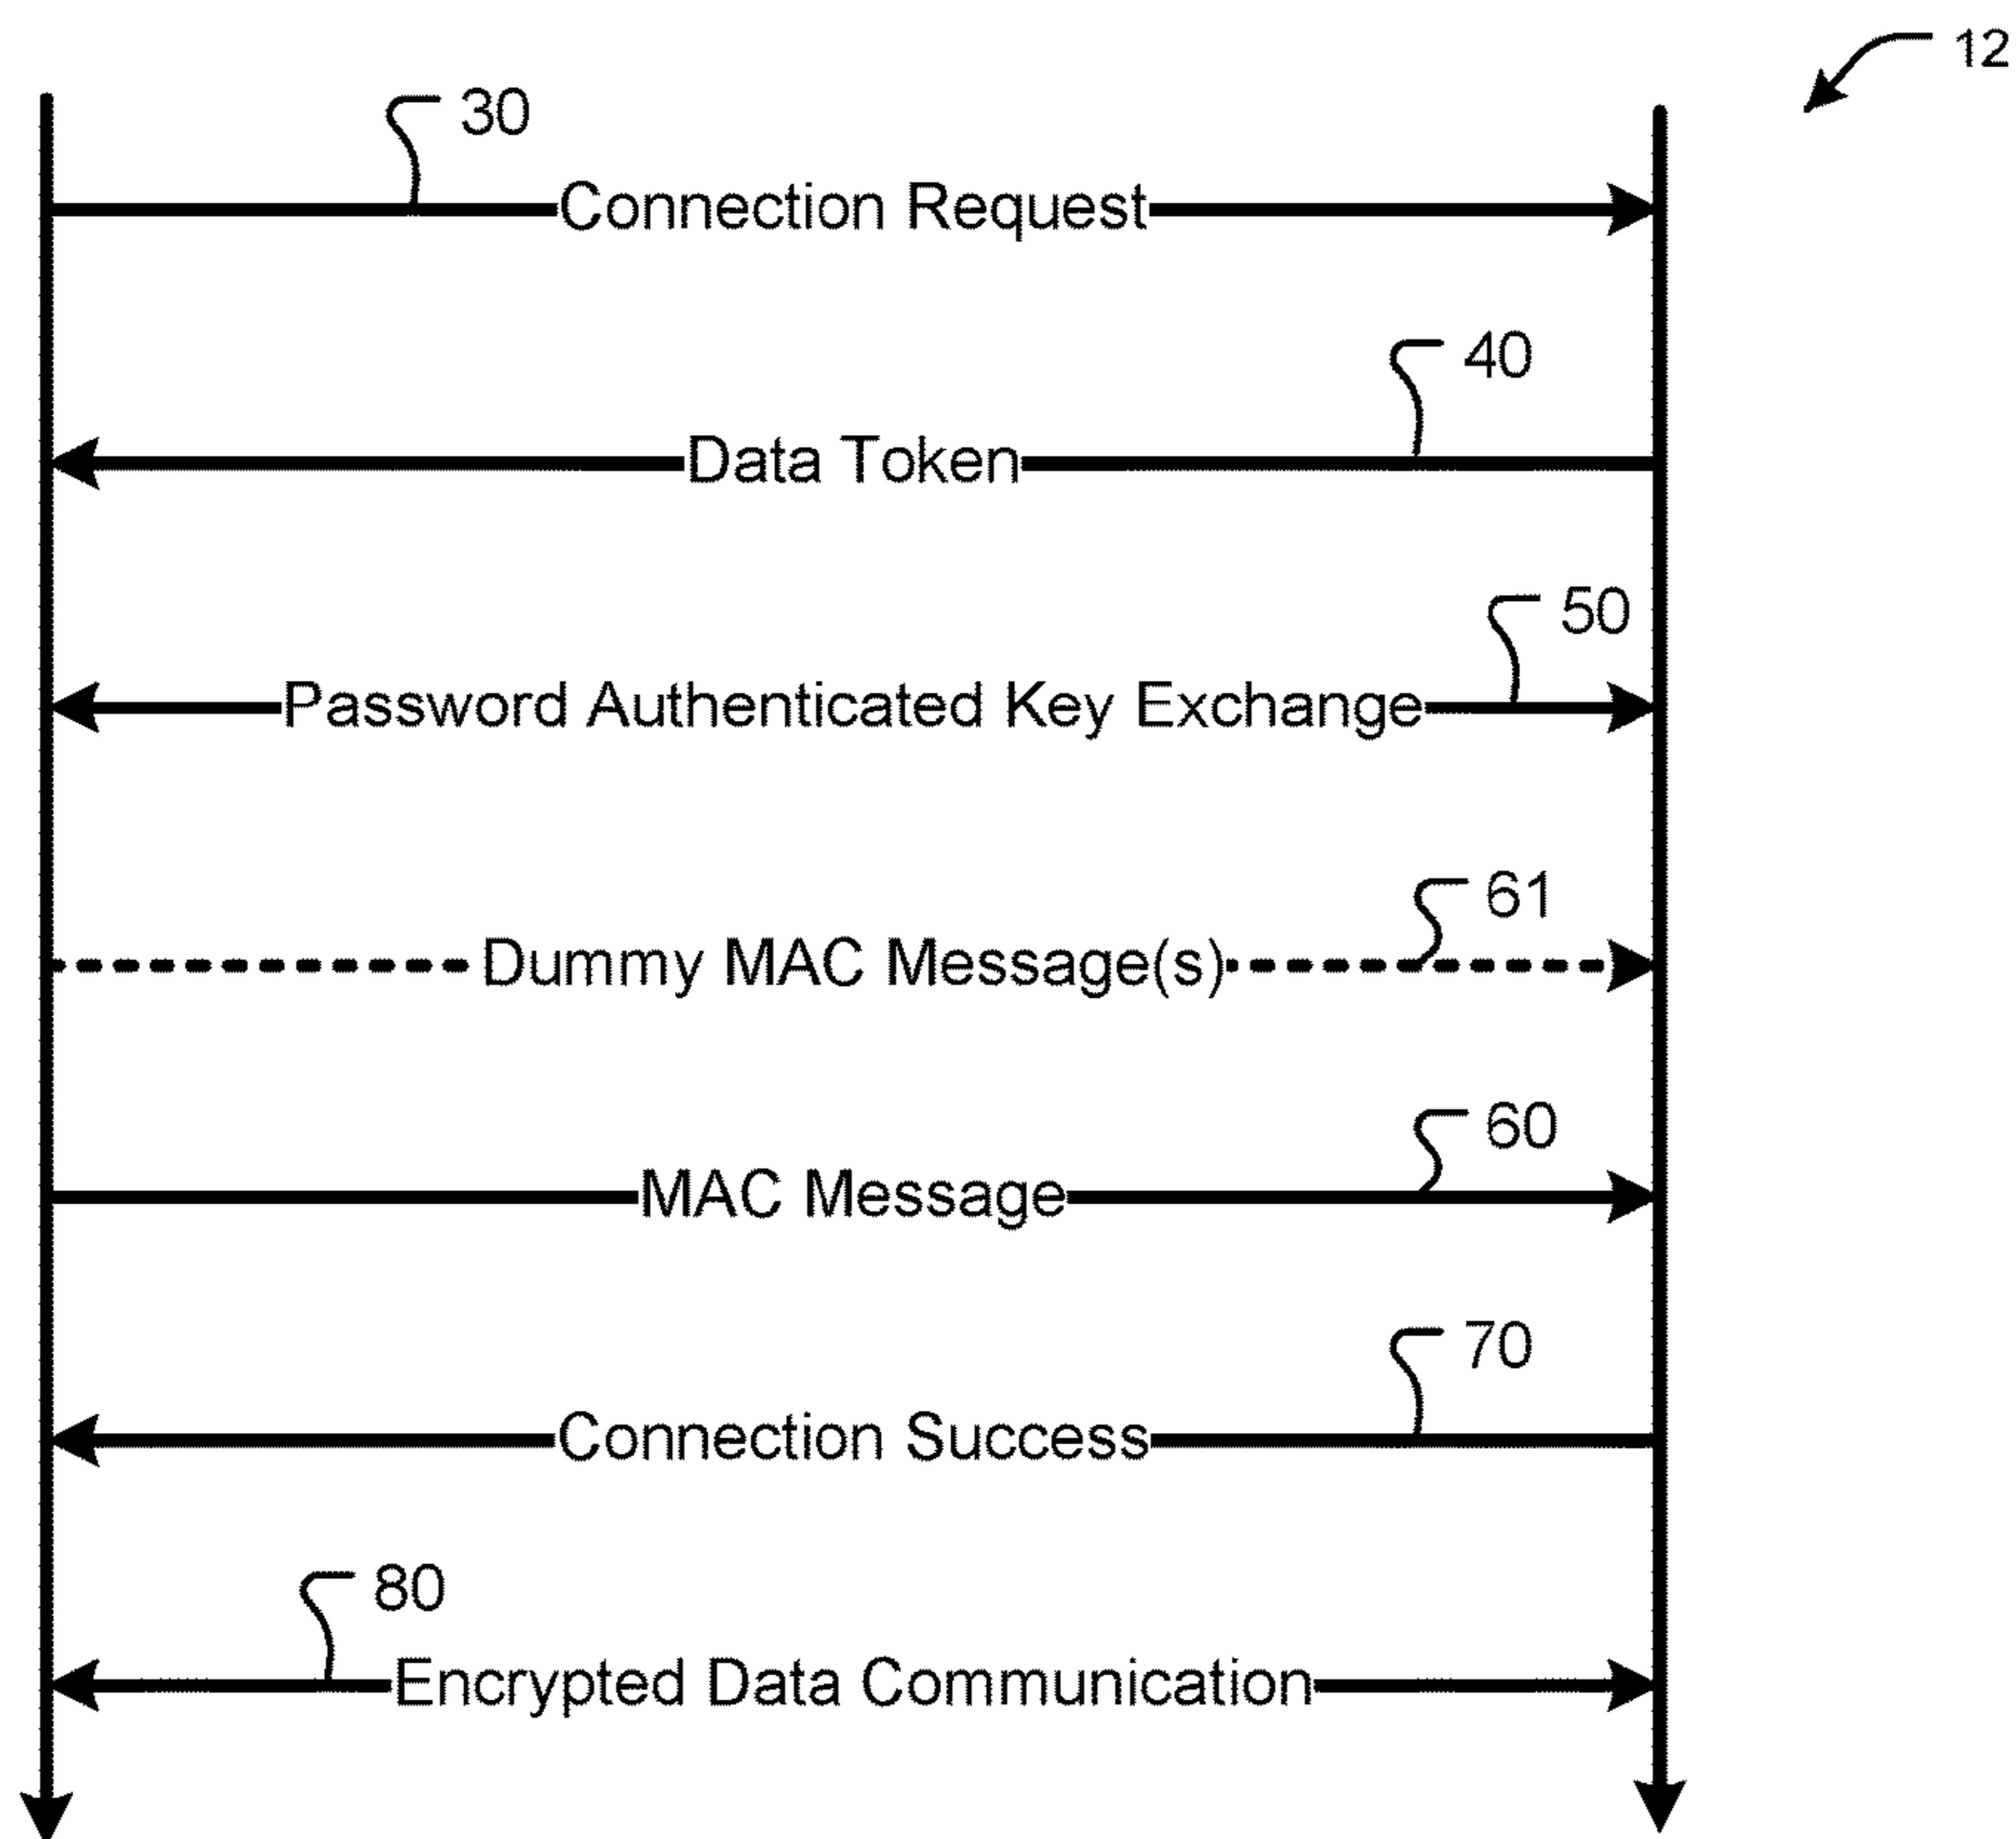 12
30
Connection Request
40
Data Token
50
Password Authenticated Key Exchange
61
Dummy MAC Message(s)
60
MAC Message
70
Connection Success
80
Encrypted Data Communication